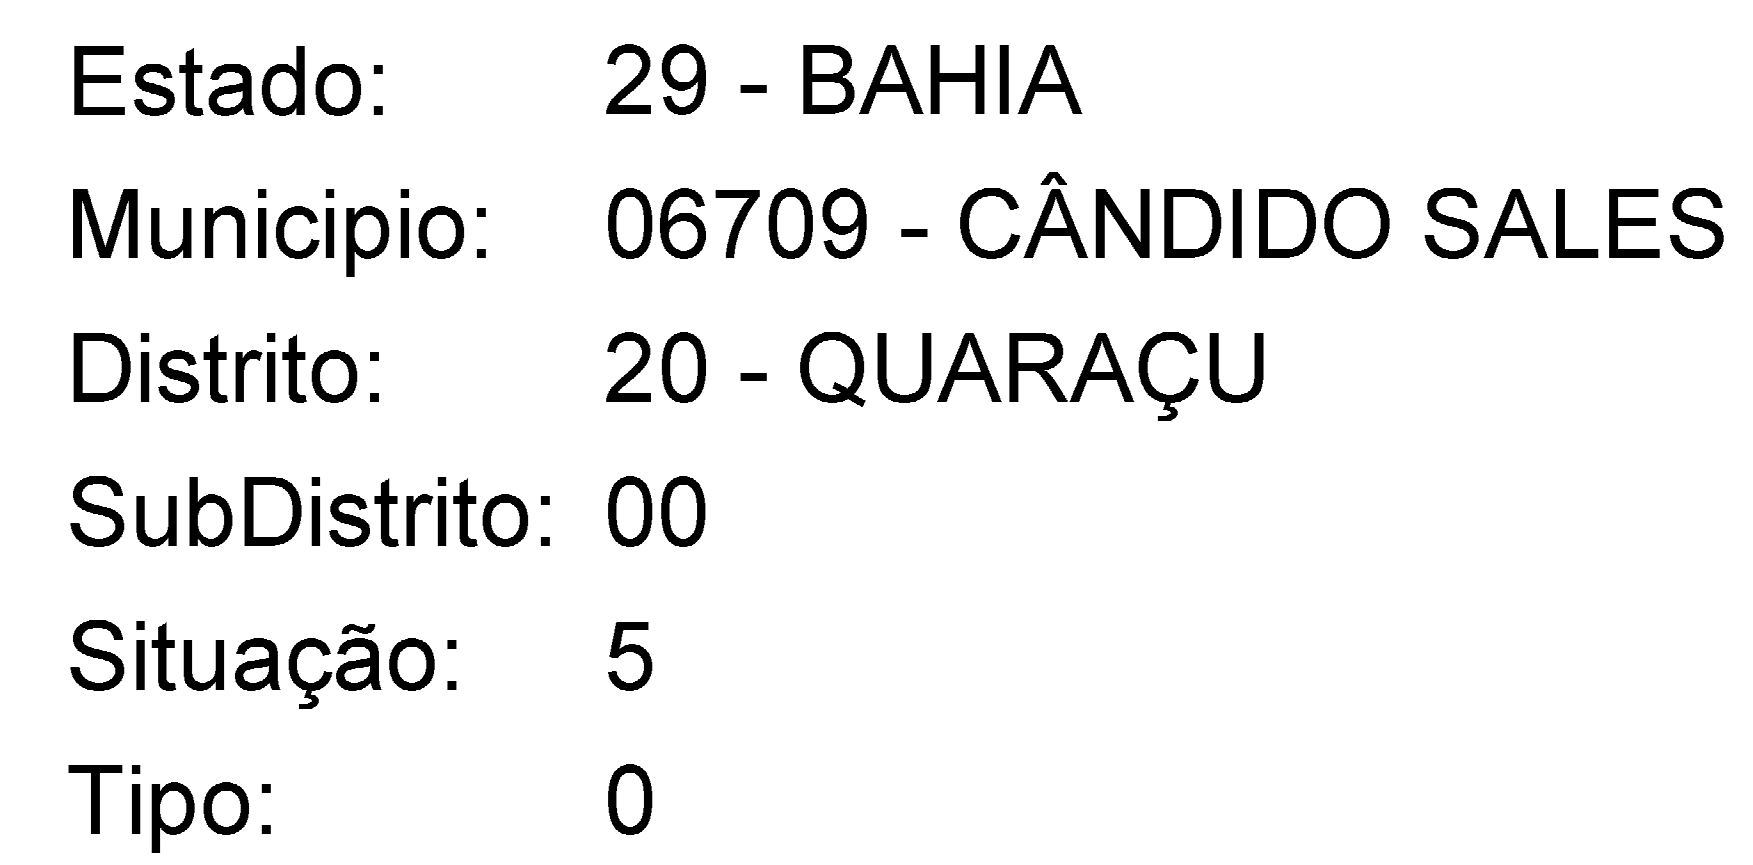 Estado: 29 - BAHIA
Municipio: 06709 - CÂNDIDO SALES
Distrito: 20 - QUARAÇU
SubDistrito: 00
Situação: 5
Tipo: 0